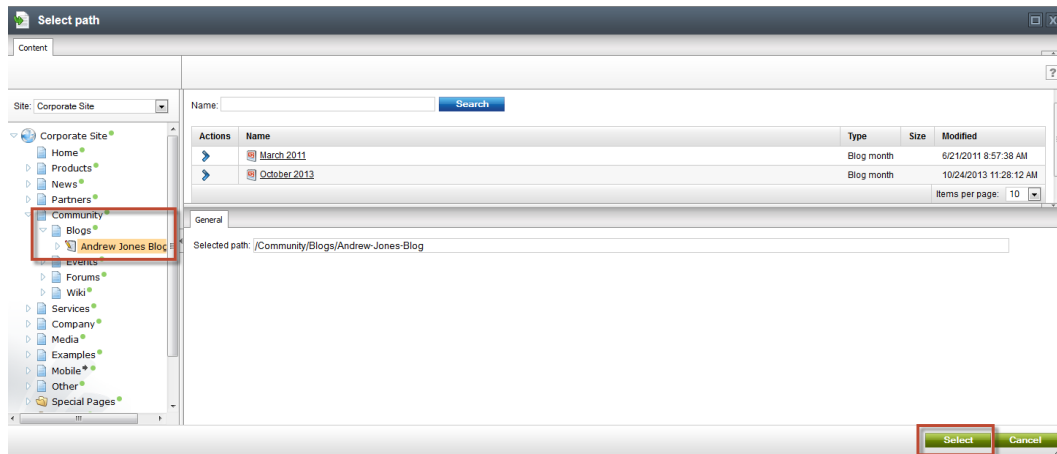 Select path
Content
Site: Corporate Site
Corporate Site
Home
Products
News
Partners
Community
Blogs
Andrew Jones Blog
Events
Forums
Wiki
Services
Company
Media
Examples
Mobile
Other
Special Pages
Name: Search
Actions Name Type Size Modified
March 2011 Blog month 6/21/2011 8:57:38 AM
October 2013 Blog month 10/24/2013 11:28:12 AM
Items per page: 10
General
Selected path: /Community/Blogs/Andrew-Jones-Blog
Select Cancel